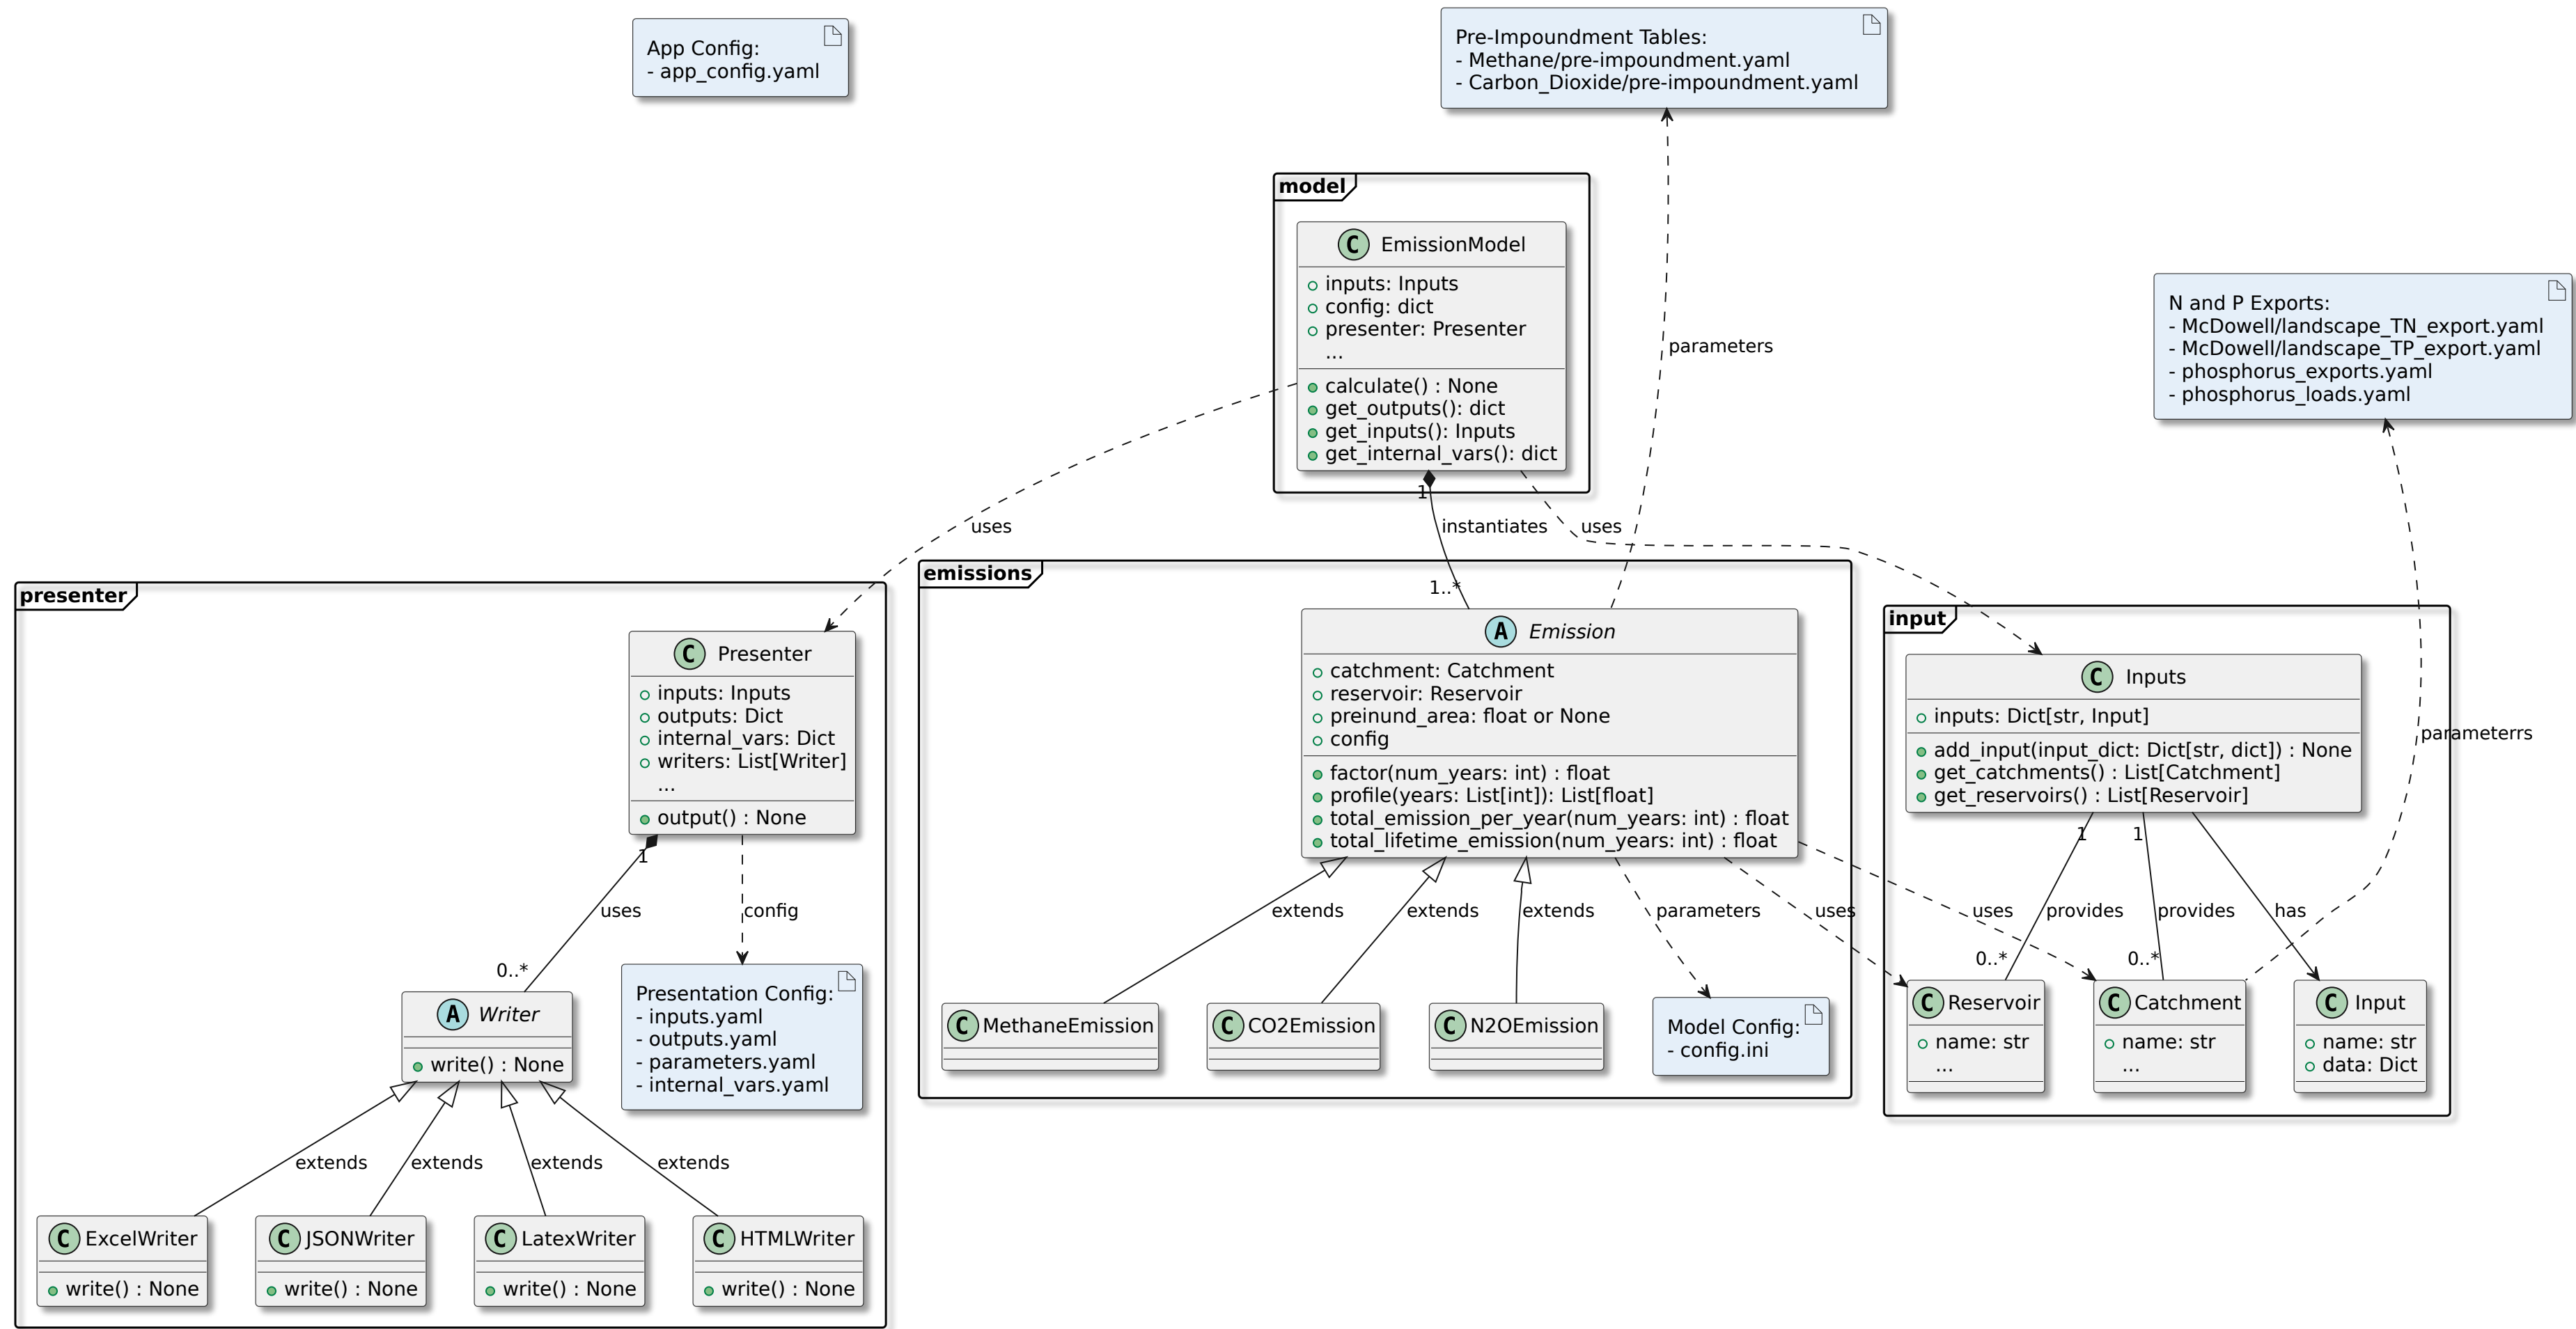 App Config:
- app_config.yaml
Pre-Impoundment Tables:
- Methane/pre-impoundment.yaml
- Carbon_Dioxide/pre-impoundment.yaml
model
C EmissionModel
inputs: Inputs
config: dict
presenter: Presenter
...
calculate() : None
get_outputs(): dict
get_inputs(): Inputs
get_internal_vars(): dict
parameters
N and P Exports:
- McDowell/landscape_TN_export.yaml
- McDowell/landscape_TP_export.yaml
- phosphorus_exports.yaml
- phosphorus_loads.yaml
1
uses
instantiates
uses
1..*
presenter
C Presenter
inputs: Inputs
outputs: Dict
internal_vars: Dict
writers: List[Writer]
...
output() : None
1
uses
config
0..*
A Writer
write() : None
Presentation Config:
- inputs.yaml
- outputs.yaml
- parameters.yaml
- internal_vars.yaml
extends
extends
extends
extends
C ExcelWriter
write() : None
C JSONWriter
write() : None
C LatexWriter
write() : None
C HTMLWriter
write() : None
emissions
A Emission
catchment: Catchment
reservoir: Reservoir
preinund_area: float or None
config
factor(num_years: int) : float
profile(years: List[int]): List[float]
total_emission_per_year(num_years: int) : float
total_lifetime_emission(num_years: int) : float
extends
extends
extends
parameters
uses
uses
C MethaneEmission
C CO2Emission
C N2OEmission
Model Config:
- config.ini
input
C Inputs
inputs: Dict[str, Input]
add_input(input_dict: Dict[str, dict]) : None
get_catchments() : List[Catchment]
get_reservoirs() : List[Reservoir]
parameterrs
1
1
provides
provides
has
0..*
0..*
C Reservoir
name: str
...
C Catchment
name: str
...
C Input
name: str
data: Dict